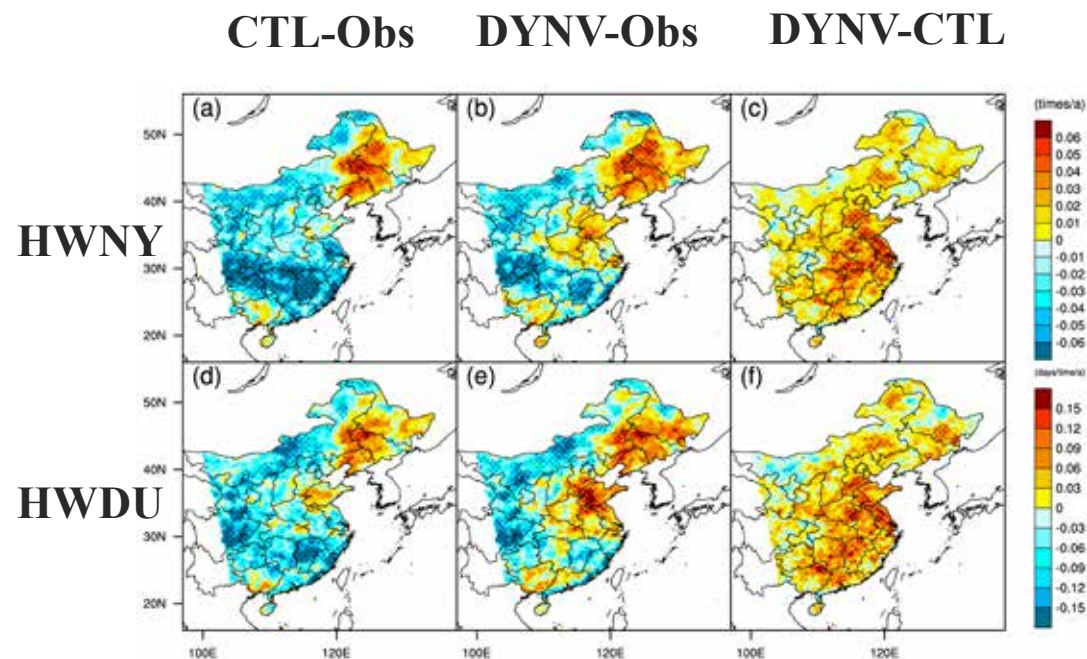 CTL-Obs DYNV-Obs DYNV-CTL
HWNY
HWDU
(a) (b) (c)
(d) (e) (f)
50N
40N
30N
20N
50N
40N
30N
20N
100E 120E 100E 120E 100E 120E
(times/a)
0.06
0.05
0.04
0.03
0.02
0.01
0
-0.01
-0.02
-0.03
-0.04
-0.05
-0.06
(days/time/a)
0.15
0.12
0.09
0.06
0.03
0
-0.03
-0.06
-0.09
-0.12
-0.15